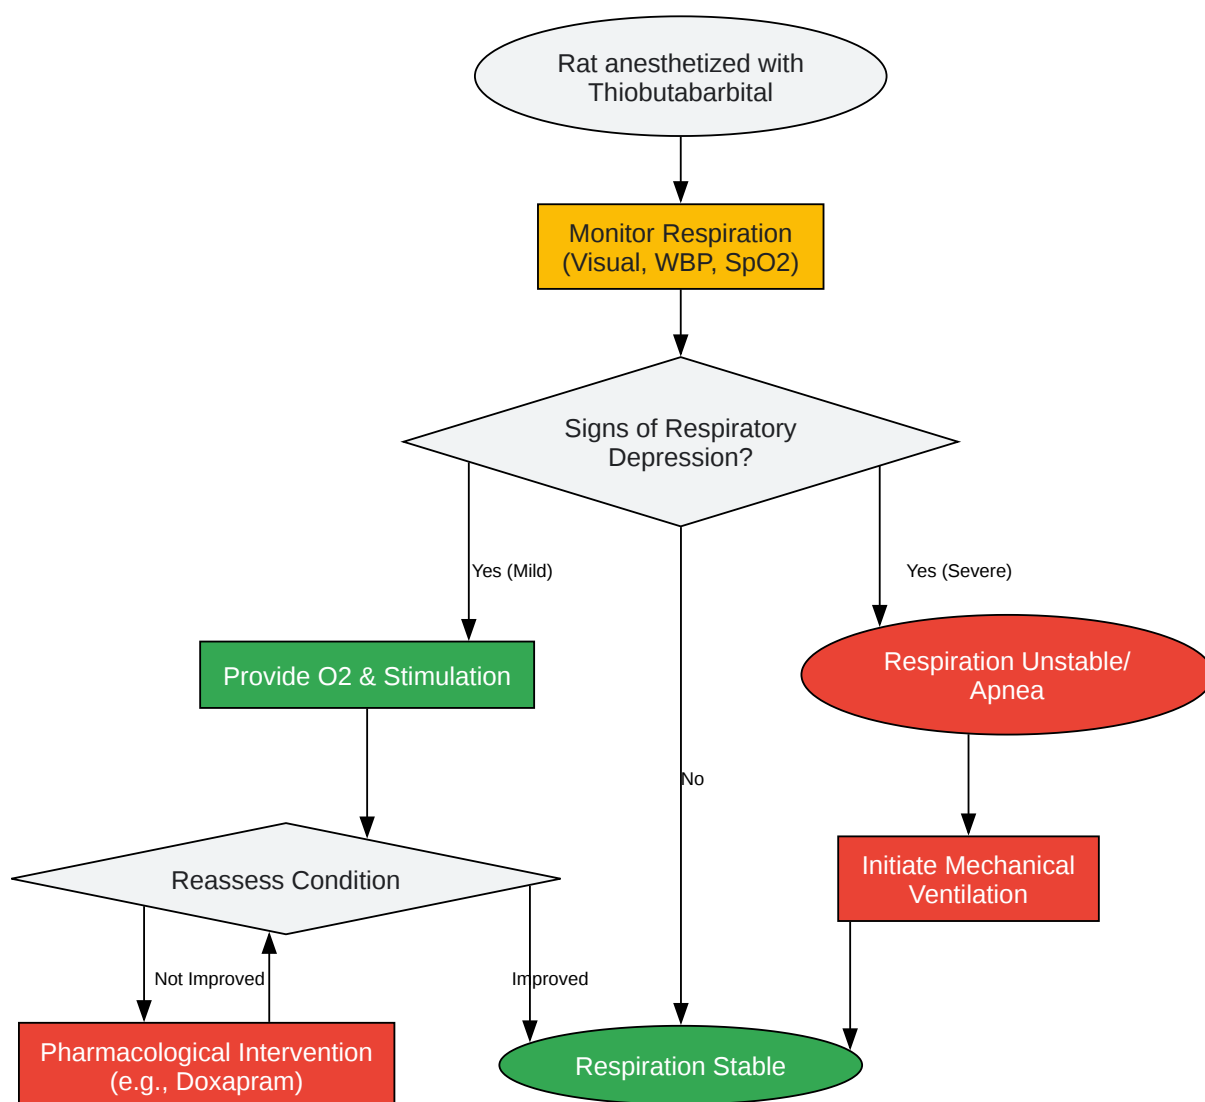 Rat anesthetized with
Thiobutabarbital
Monitor Respiration
(Visual, WBP, SpO2)
Signs of Respiratory
Depression?
Yes (Mild)
Yes (Severe)
Provide O2 & Stimulation
Respiration Unstable/
Apnea
No
Reassess Condition
Initiate Mechanical
Ventilation
Not Improved
Improved
Pharmacological Intervention
(e.g., Doxapram)
Respiration Stable